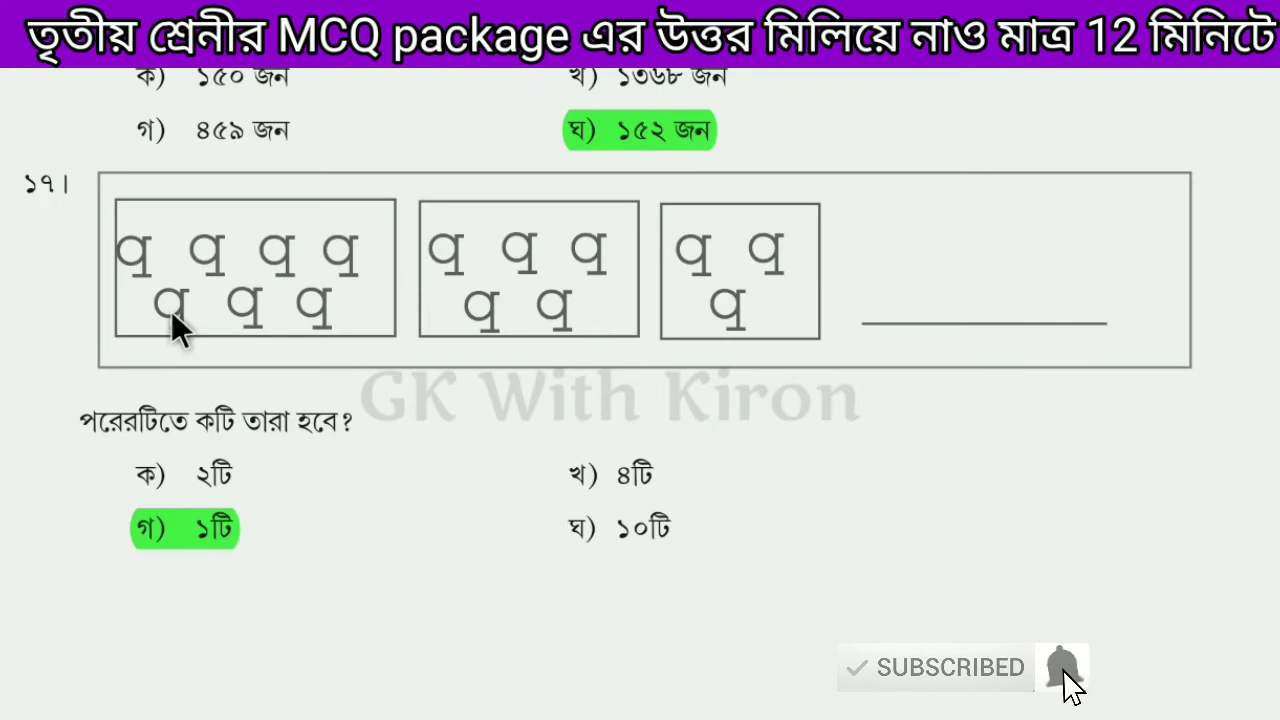 তৃতীয় শ্রেনীর MCQ package এর উত্তর মিলিয়ে নাও মাত্র 12 মিনিটে
ক) ১৫০ জন খ) ১৩৬৮ জন
গ) ৪৫৯ জন ঘ) ১৫২ জন
১৭।
q q q q q q q q q
q q q q q q
GK With Kiron
পরেরটিতে কটি তারা হবে?
ক) ২টি খ) ৪টি
গ) ১টি ঘ) ১০টি
SUBSCRIBED